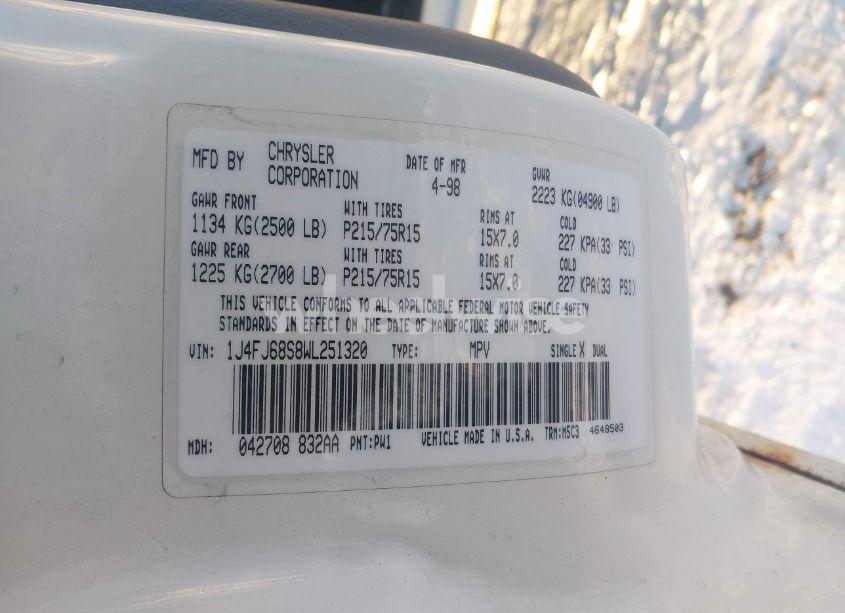 MFD BY CHRYSLER CORPORATION DATE OF MFR 4-98 GVWR 2223 KG(04900 LB)
GAWR FRONT WITH TIRES RIMS AT COLD
1134 KG(2500 LB) P215/75R15 15X7.0 227 KPA(33 PSI)
GAWR REAR WITH TIRES RIMS AT COLD
1225 KG(2700 LB) P215/75R15 15X7.0 227 KPA(33 PSI)
THIS VEHICLE CONFORMS TO ALL APPLICABLE FEDERAL MOTOR VEHICLE SAFETY
STANDARDS IN EFFECT ON THE DATE OF MANUFACTURE SHOWN ABOVE.
VIN: 1J4FJ68S8WL251320 TYPE: MPV SINGLE X DUAL
MDH: 042708 832AA PNT:PW1 VEHICLE MADE IN U.S.A. TRM:M5C3 4648503